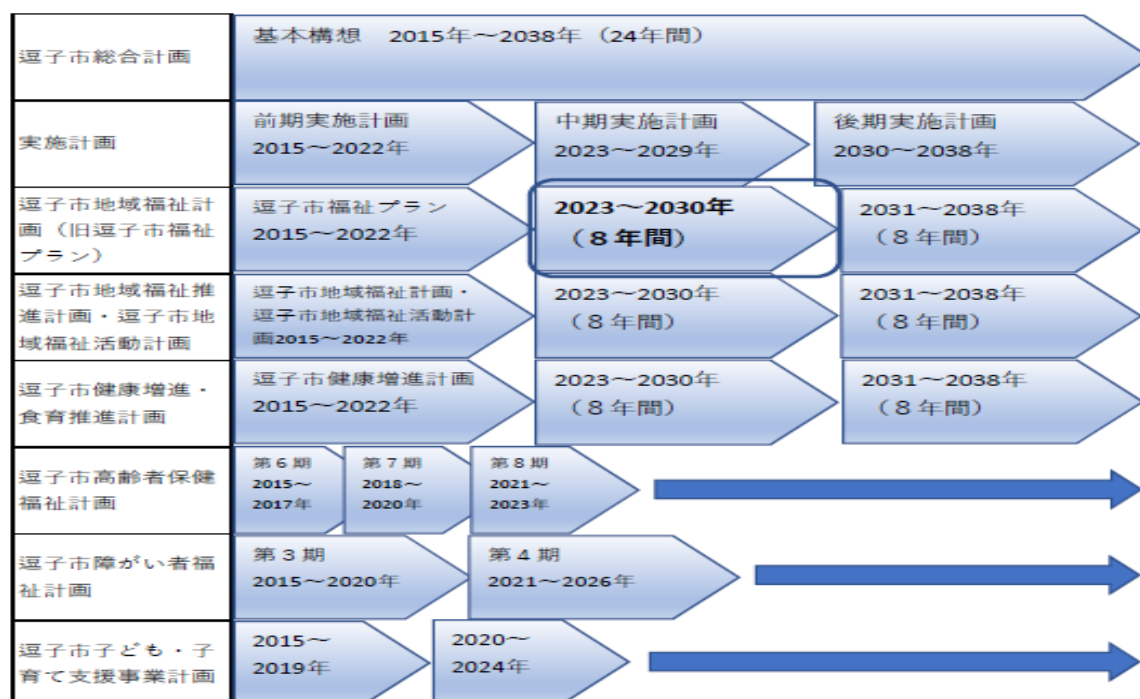 逗子市総合計画
基本構想 2015年～2038年（24年間）
実施計画
前期実施計画
2015～2022年
中期実施計画
2023～2029年
後期実施計画
2030～2038年
逗子市地域福祉計
画（旧逗子市福祉
プラン）
逗子市福祉プラン
2015～2022年
2023～2030年
（８年間）
2031～2038年
（８年間）
逗子市地域福祉推
進計画・逗子市地
域福祉活動計画
逗子市地域福祉計画・
逗子市地域福祉活動計
画2015～2022年
2023～2030年
（８年間）
2031～2038年
（８年間）
逗子市健康増進・
食育推進計画
逗子市健康増進計画
2015～2022年
2023～2030年
（８年間）
2031～2038年
（８年間）
逗子市高齢者保健
福祉計画
第６期
2015～
2017年
第７期
2018～
2020年
第８期
2021～
2023年
逗子市障がい者福
祉計画
第３期
2015～2020年
第４期
2021～2026年
逗子市子ども・子
育て支援事業計画
2015～
2019年
2020～
2024年